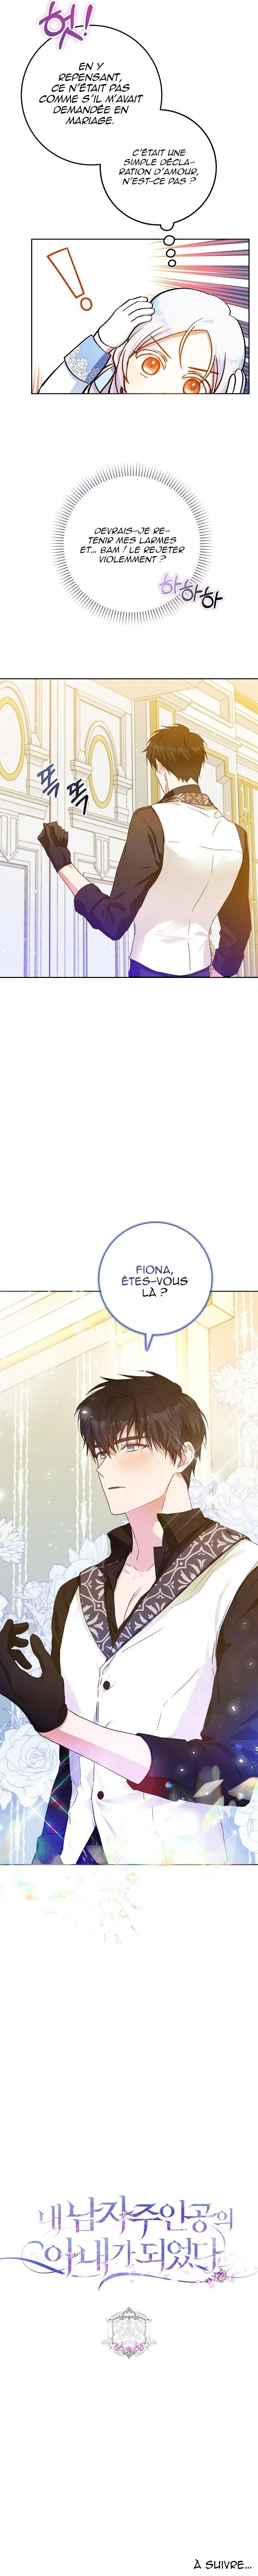 헛!
EN Y
REPENSANT,
CE N'ÉTAIT PAS
COMME S'IL M'AVAIT
DEMANDÉE EN
MARIAGE.
C'ÉTAIT UNE
SIMPLE DÉCLA-
RATION D'AMOUR,
N'EST-CE PAS ?
!
DEVRAIS-JE RE-
TENIR MES LARMES
ET... BAM ! LE REJETER
VIOLEMMENT ?
하하하
똑
똑
FIONA,
ÊTES-VOUS
LÀ ?
내 남자주인공의
아내가 되었다
À SUIVRE...